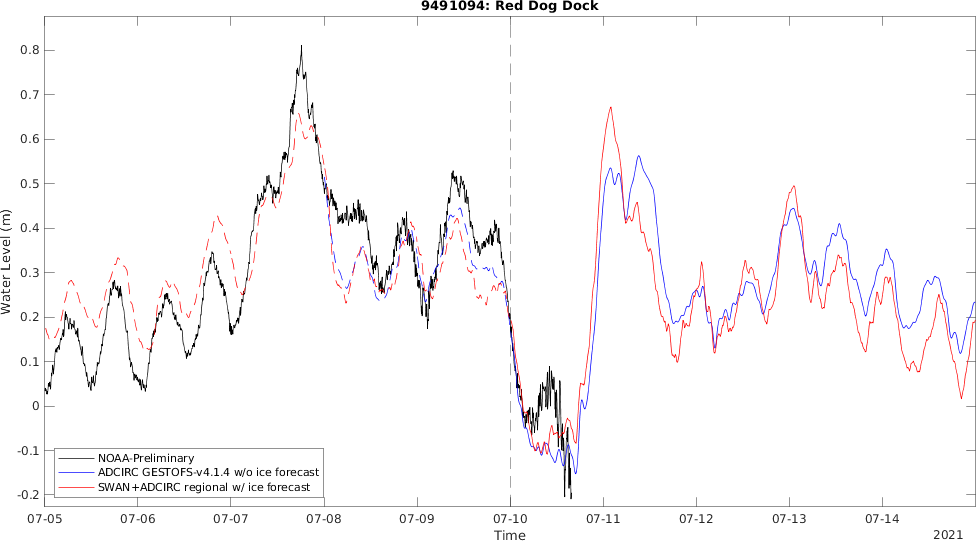 9491094: Red Dog Dock
Water Level (m)
0.8
0.7
0.6
0.5
0.4
0.3
0.2
0.1
0
-0.1
-0.2
NOAA-Preliminary
ADCIRC GESTOFS-v4.1.4 w/o ice forecast
SWAN+ADCIRC regional w/ ice forecast
07-05 07-06 07-07 07-08 07-09 07-10 07-11 07-12 07-13 07-14
Time
2021